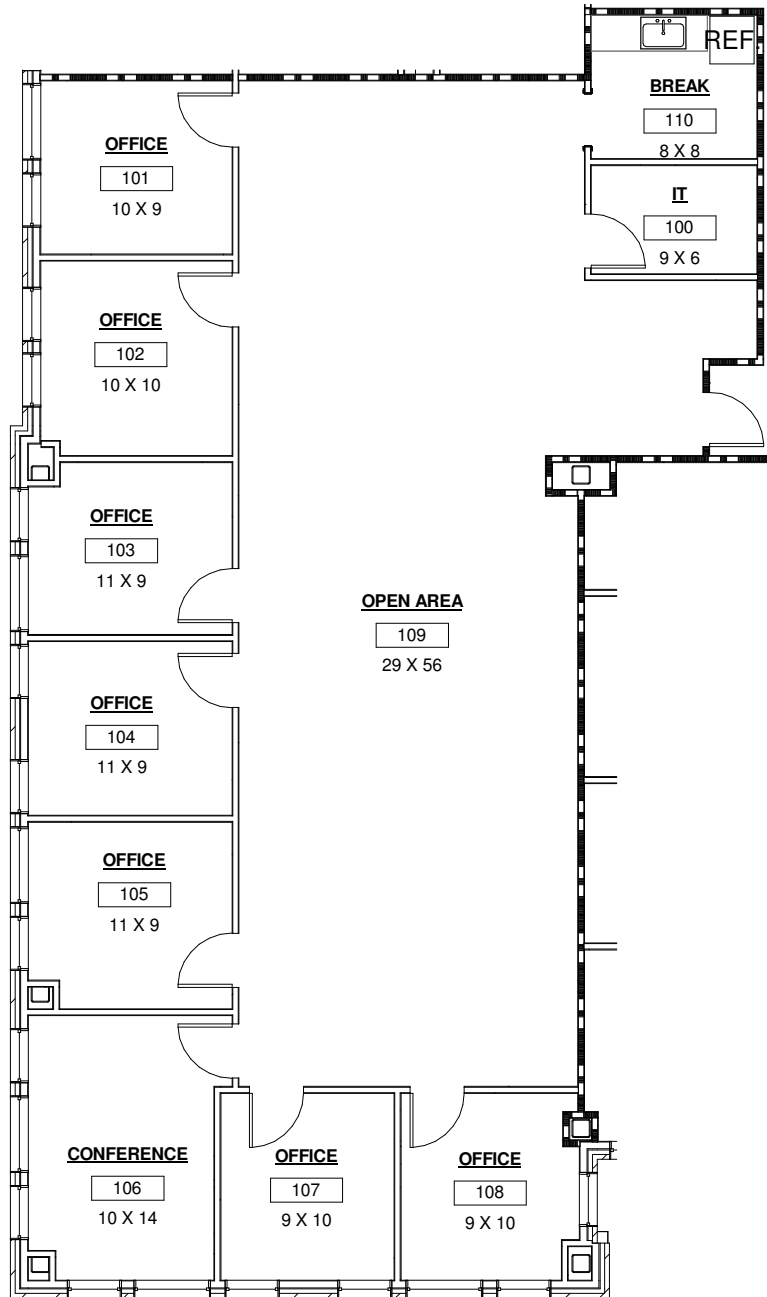 REF
BREAK
110
8 X 8
IT
100
9 X 6
OFFICE
101
10 X 9
OFFICE
102
10 X 10
OFFICE
103
11 X 9
OPEN AREA
109
29 X 56
OFFICE
104
11 X 9
OFFICE
105
11 X 9
CONFERENCE
106
10 X 14
OFFICE
107
9 X 10
OFFICE
108
9 X 10